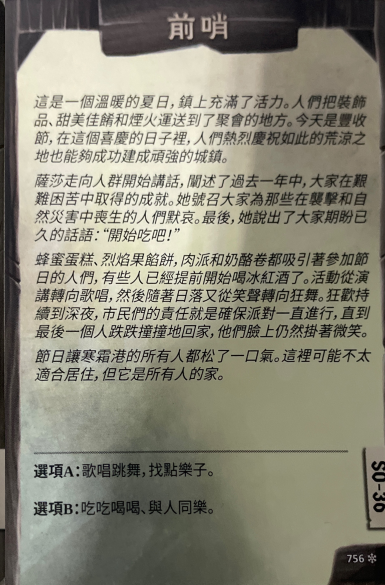 前哨
這是一個溫暖的夏日，鎮上充滿了活力。人們把裝飾
品、甜美佳餚和煙火運送到了聚會的地方。今天是豐收
節，在這個喜慶的日子裡，人們熱烈慶祝如此的荒涼之
地也能夠成功建成頑強的城鎮。
薩莎走向人群開始講話，闡述了過去一年中，大家在艱
難困苦中取得的成就。她號召大家為那些在襲擊和自
然災害中喪生的人們默哀。最後，她說出了大家期盼已
久的話語：“開始吃吧！”
蜂蜜蛋糕、烈焰果餡餅，肉派和奶酪卷都吸引著參加節
日的人們，有些人已經提前開始喝冰紅酒了。活動從演
講轉向歌唱，然後隨著日落又從笑聲轉向狂舞。狂歡持
續到深夜，市民們的責任就是確保派對一直進行，直到
最後一個人跌跌撞撞地回家，他們臉上仍然掛著微笑。
節日讓寒霜港的所有人都松了一口氣。這裡可能不太
適合居住，但它是所有人的家。
選項A：歌唱跳舞，找點樂子。
選項B：吃吃喝喝、與人同樂。
SO-36
756